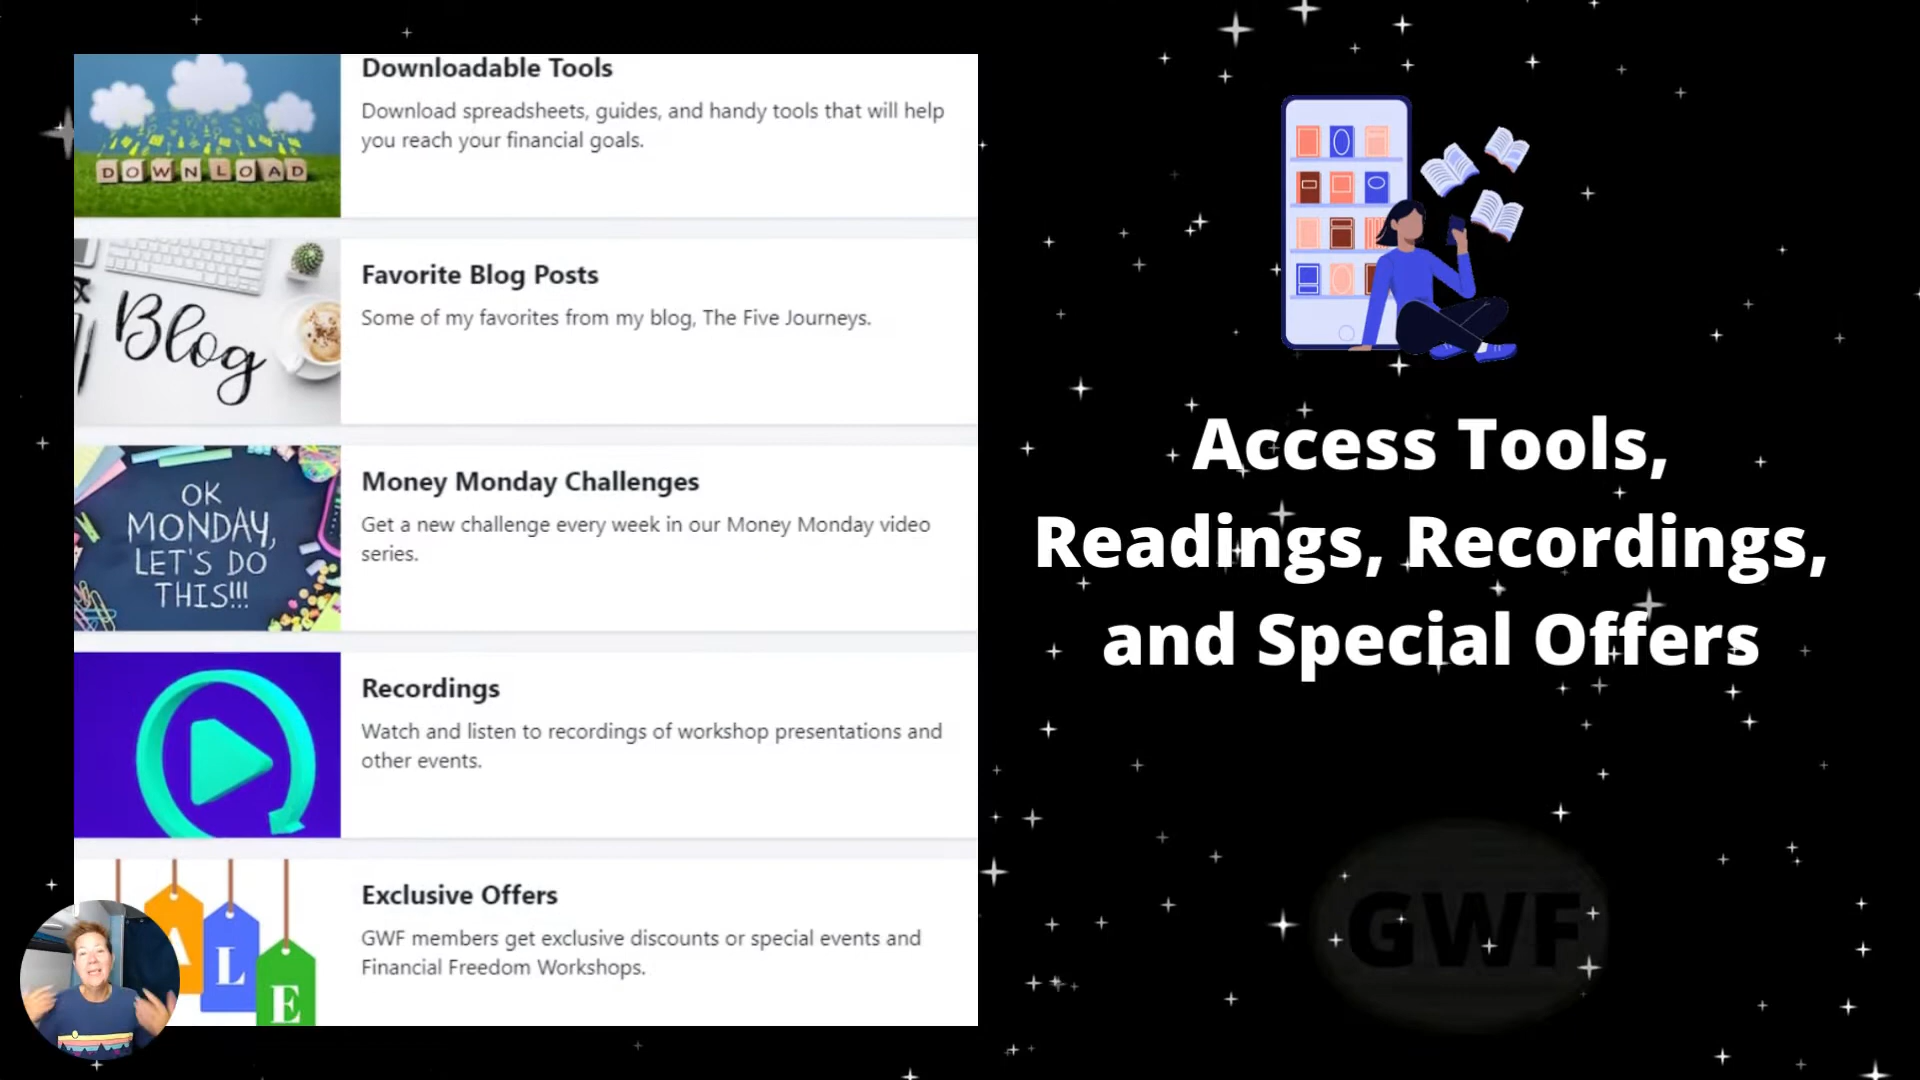 Downloadable Tools
Download spreadsheets, guides, and handy tools that will help
you reach your financial goals.
DOWNLOAD
Favorite Blog Posts
Some of my favorites from my blog, The Five Journeys.
Blog
Money Monday Challenges
Get a new challenge every week in our Money Monday video
series.
OK
MONDAY,
LET'S DO
THIS!!!
Recordings
Watch and listen to recordings of workshop presentations and
other events.
Exclusive Offers
GWF members get exclusive discounts or special events and
Financial Freedom Workshops.
A
L
E
Access Tools,
Readings, Recordings,
and Special Offers
GWF